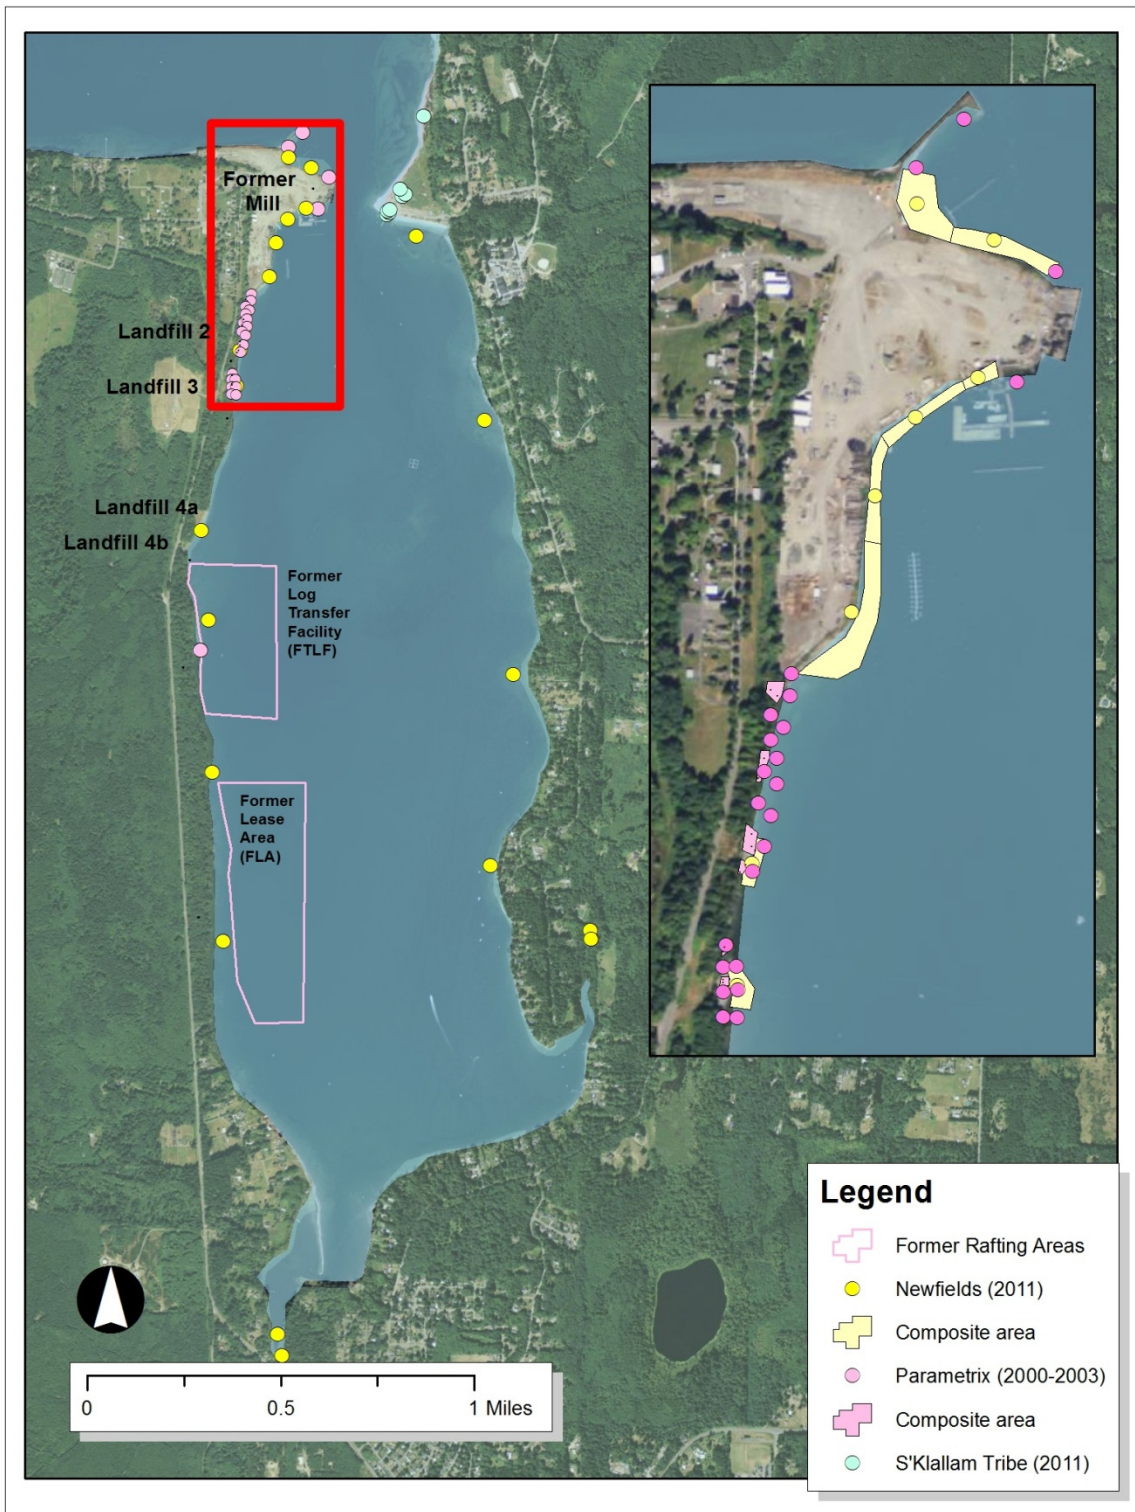 Former
Mill
Landfill 2
Landfill 3
Landfill 4a
Landfill 4b
Former
Log
Transfer
Facility
(FTLF)
Former
Lease
Area
(FLA)
Legend
Former Rafting Areas
Newfields (2011)
Composite area
Parametrix (2000-2003)
Composite area
S'Klallam Tribe (2011)
0 0.5 1 Miles